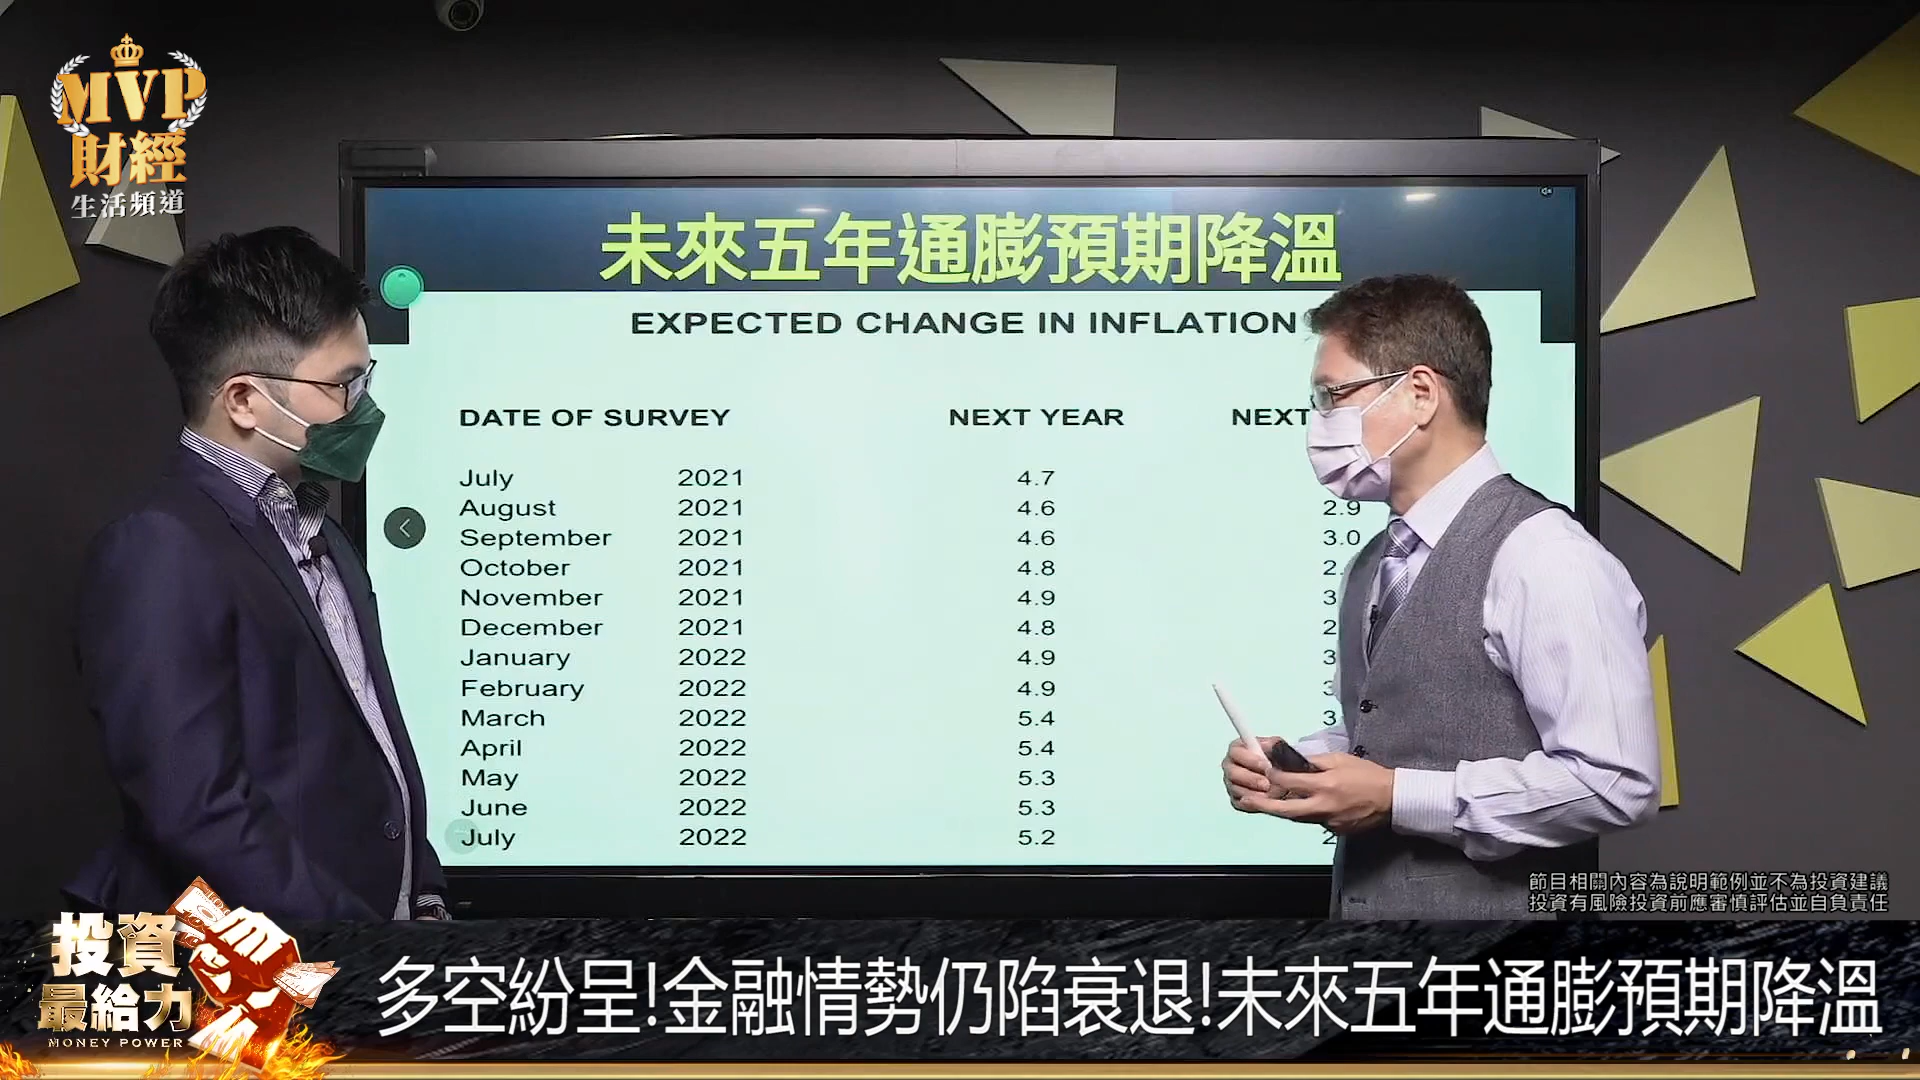 MVP
財經
生活頻道
未來五年通膨預期降溫
EXPECTED CHANGE IN INFLATION
DATE OF SURVEY NEXT YEAR NEXT
July 2021 4.7
August 2021 4.6 2.9
September 2021 4.6 3.0
October 2021 4.8 2.
November 2021 4.9 3
December 2021 4.8 2
January 2022 4.9 3
February 2022 4.9 3
March 2022 5.4 3
April 2022 5.4
May 2022 5.3
June 2022 5.3
July 2022 5.2 2
節目相關內容為說明範例並不為投資建議
投資有風險投資前應審慎評估並自負責任
投資
最給力
MONEY POWER
多空紛呈!金融情勢仍陷衰退!未來五年通膨預期降溫